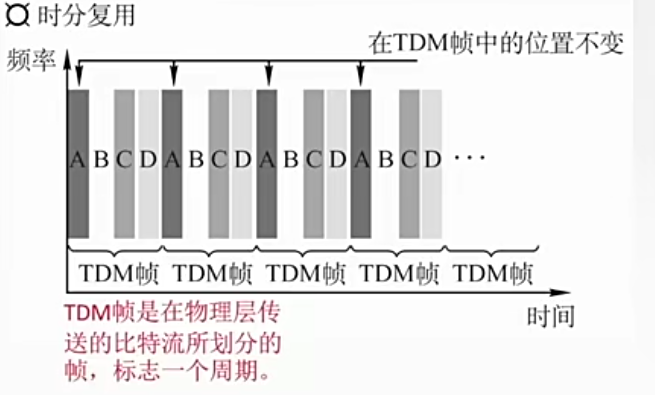 时分复用
在TDM帧中的位置不变
频率
A B C D A B C D A B C D A B C D ···
TDM帧 TDM帧 TDM帧 TDM帧 TDM帧
时间
TDM帧是在物理层传
送的比特流所划分的
帧，标志一个周期。